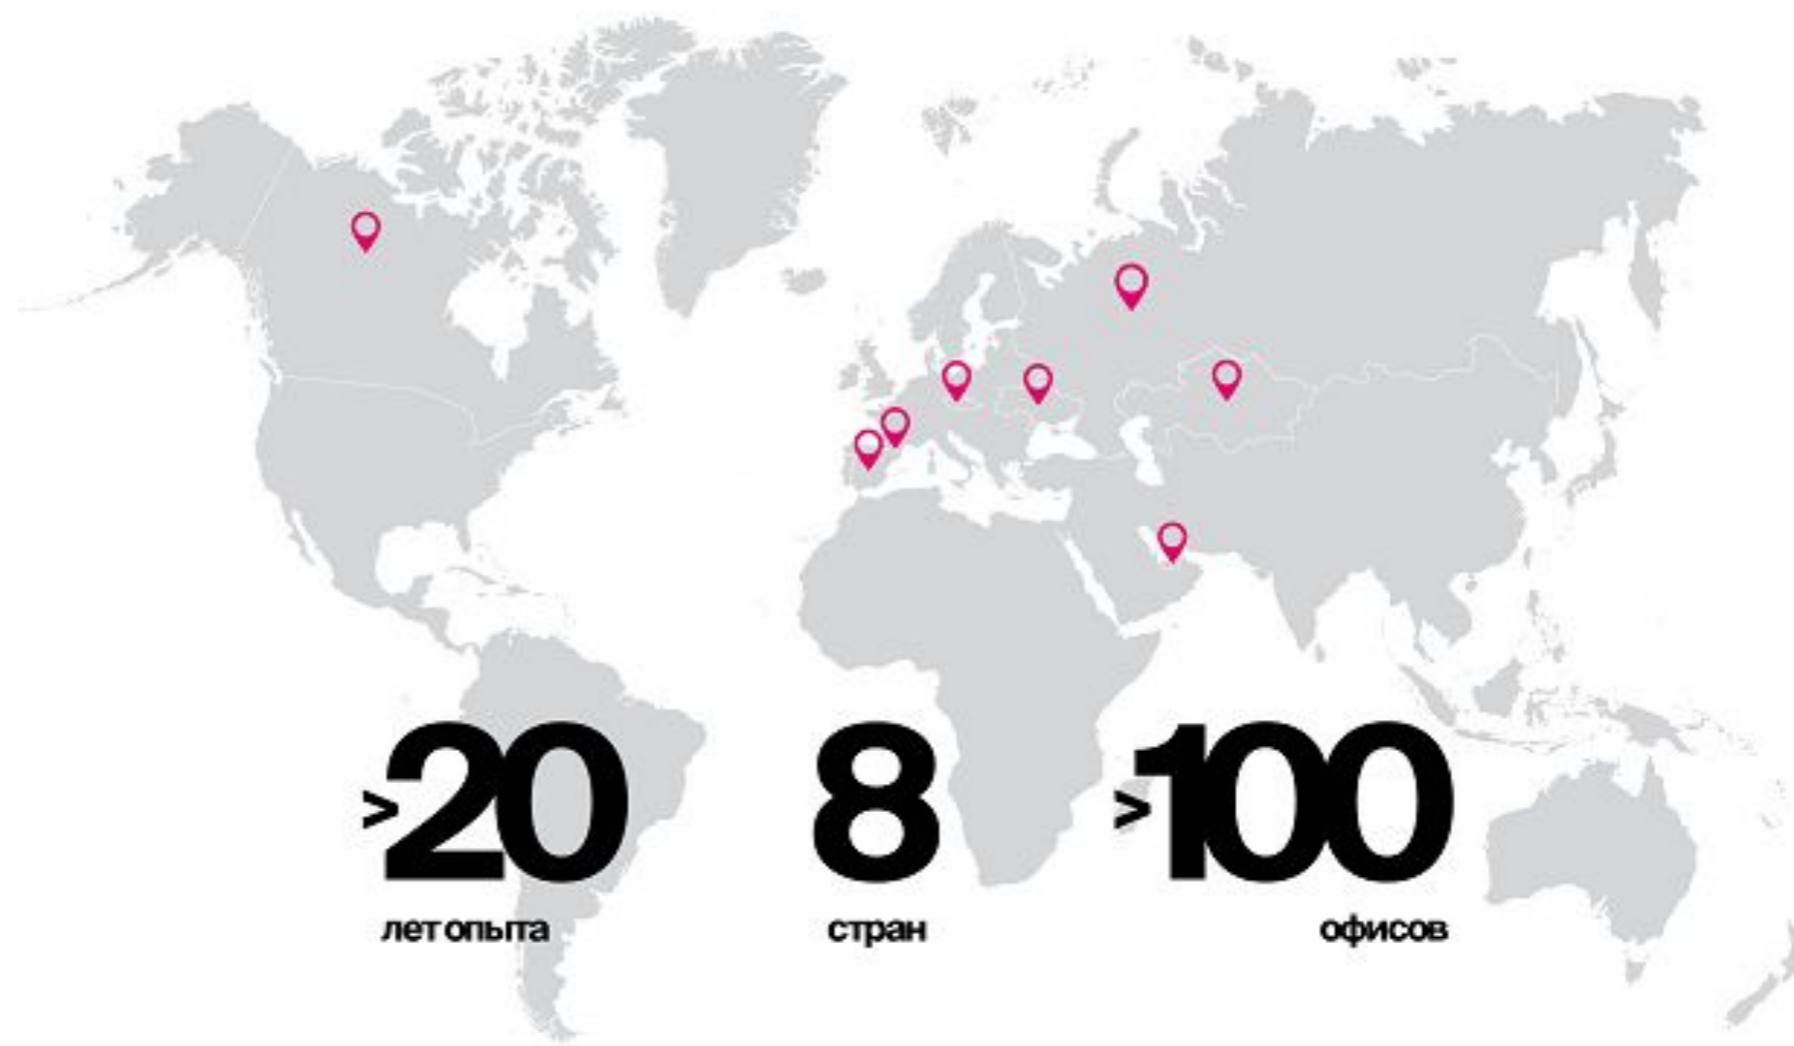 >20
лет опыта
8
стран
>100
офисов